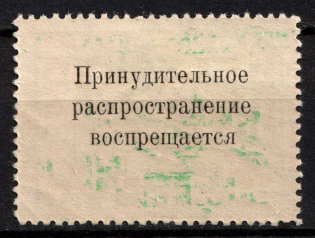 Принудительное
распространение
воспрещается